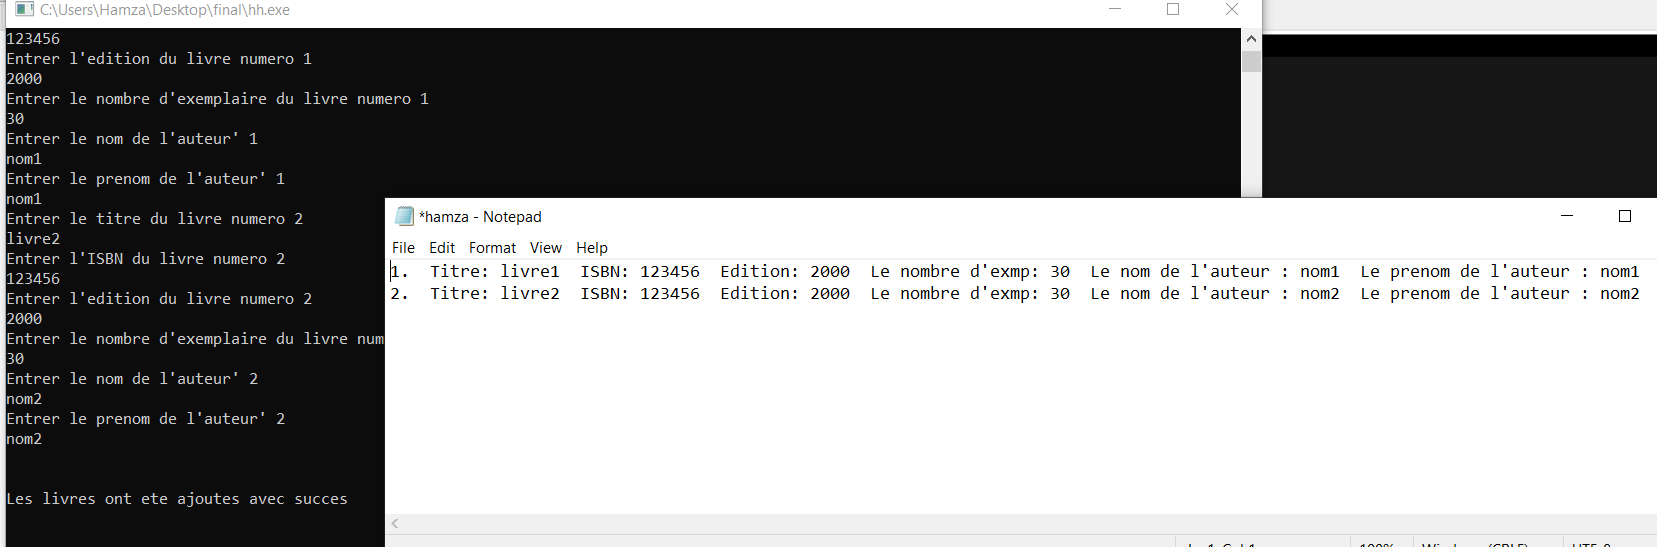 C:\Users\Hamza\Desktop\final\hh.exe
123456
Entrer l'edition du livre numero 1
2000
Entrer le nombre d'exemplaire du livre numero 1
30
Entrer le nom de l'auteur' 1
nom1
Entrer le prenom de l'auteur' 1
nom1
Entrer le titre du livre numero 2
livre2
Entrer l'ISBN du livre numero 2
123456
Entrer l'edition du livre numero 2
2000
Entrer le nombre d'exemplaire du livre num
30
Entrer le nom de l'auteur' 2
nom2
Entrer le prenom de l'auteur' 2
nom2
Les livres ont ete ajoutes avec succes
*hamza - Notepad
File Edit Format View Help
1.  Titre: livre1  ISBN: 123456  Edition: 2000  Le nombre d'exmp: 30  Le nom de l'auteur : nom1  Le prenom de l'auteur : nom1
2.  Titre: livre2  ISBN: 123456  Edition: 2000  Le nombre d'exmp: 30  Le nom de l'auteur : nom2  Le prenom de l'auteur : nom2